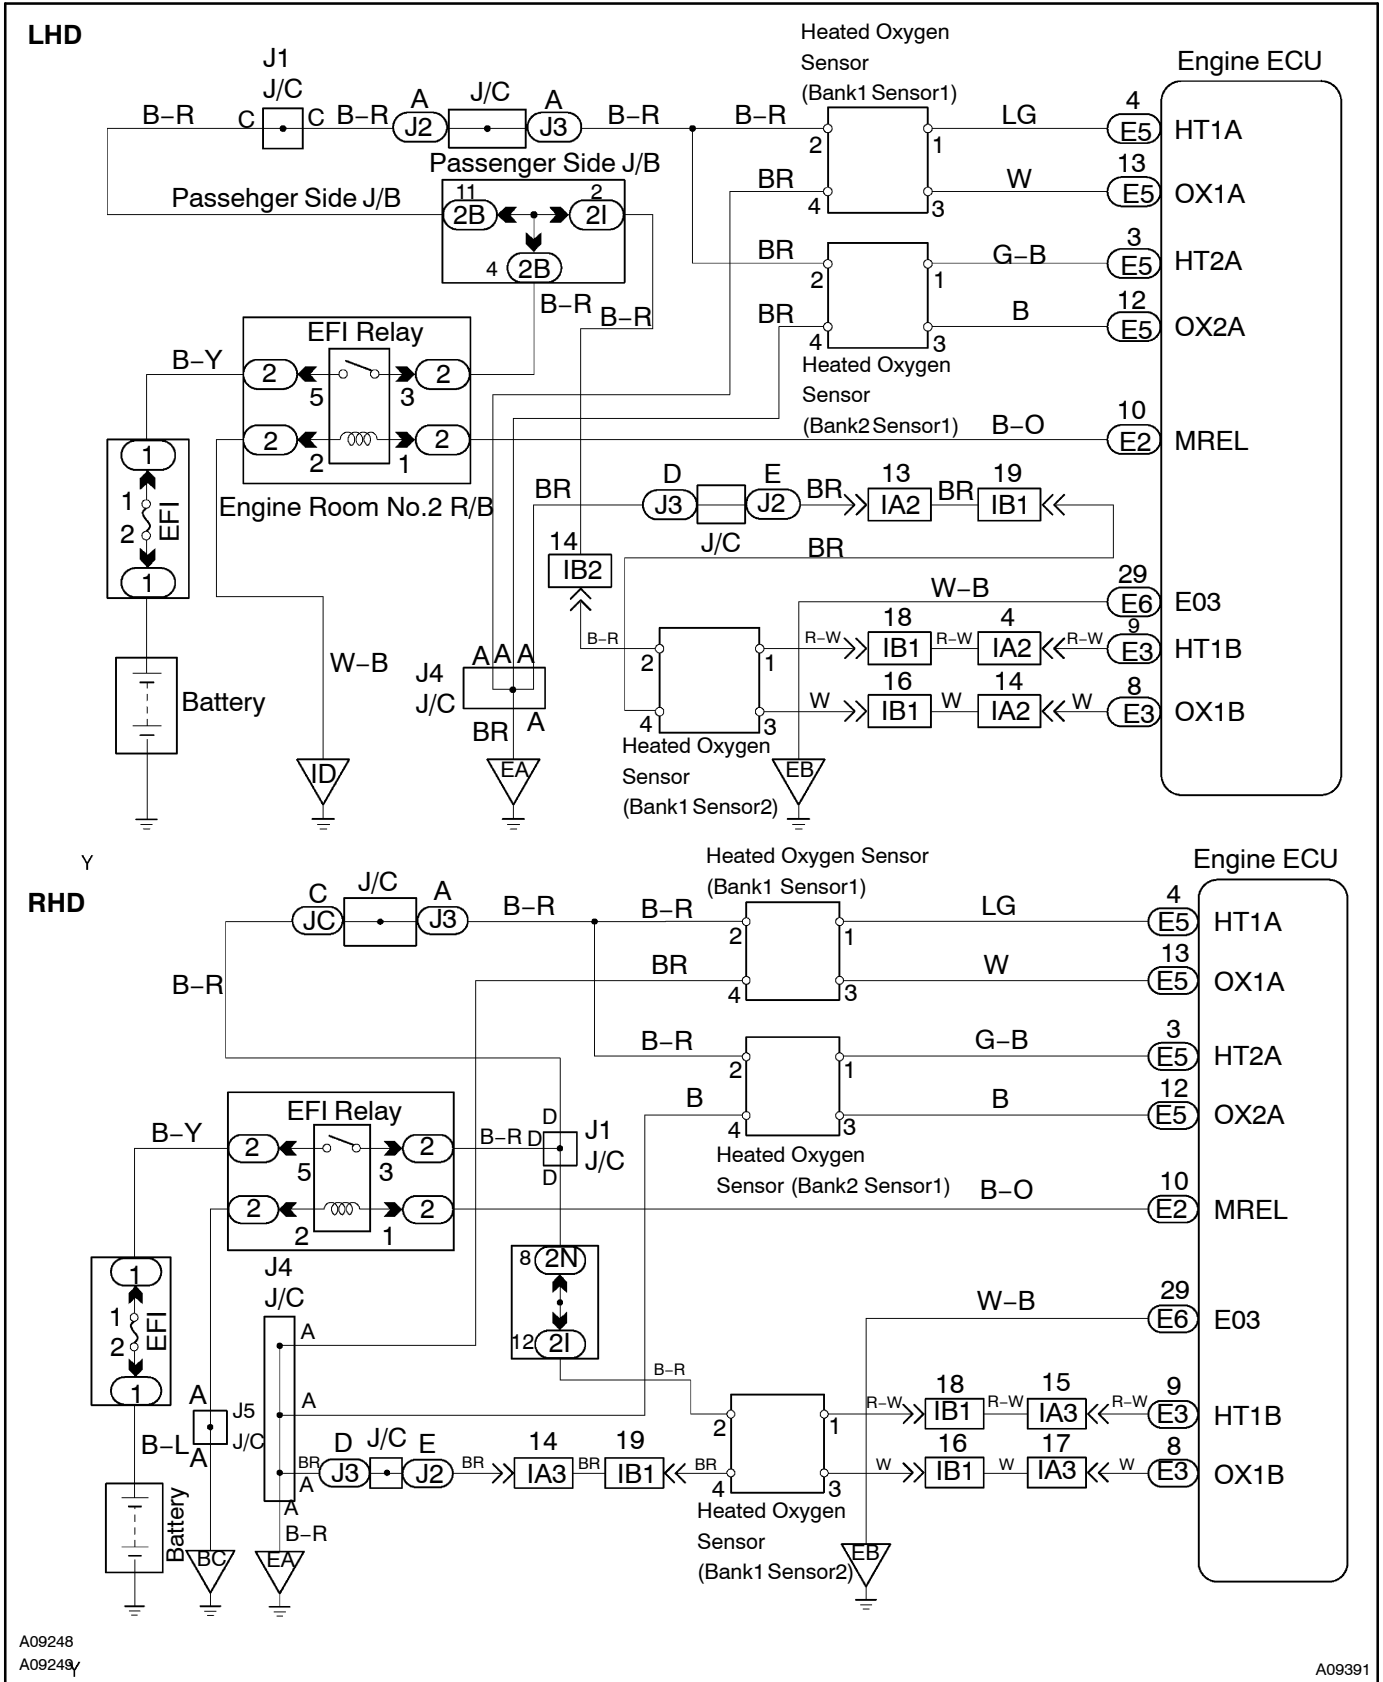 LHD
Heated Oxygen
Sensor
(Bank1 Sensor1)
Engine ECU
J1
J/C
A
J/C
A
B–R
C
C
B–R
J2
J3
B–R
B–R
2
1
LG
4
E5
HT1A
Passenger Side J/B
BR
4
3
W
13
E5
OX1A
Passehger Side J/B
11
2B
2
2I
4
2B
BR
2
1
G–B
3
E5
HT2A
B–R
B–R
BR
4
3
B
12
E5
OX2A
EFI Relay
Heated Oxygen
Sensor
(Bank2 Sensor1)
B–Y
2
5
3
2
2
2
1
2
B–O
10
E2
MREL
Engine Room No.2 R/B
1
1
2
EFI
1
BR
D
J3
J/C
E
J2
BR
13
IA2
BR
19
IB1
BR
14
IB2
W–B
29
E6
E03
B–R
2
1
R–W
18
IB1
R–W
4
IA2
R–W
9
E3
HT1B
4
3
W
16
IB1
W
14
IA2
W
8
E3
OX1B
W–B
Battery
J4
J/C
A
A
A
A
BR
Heated Oxygen
Sensor
(Bank1 Sensor2)
ID
EA
EB
Y
RHD
Heated Oxygen Sensor
(Bank1 Sensor1)
Engine ECU
C
JC
J/C
A
J3
B–R
B–R
2
1
LG
4
E5
HT1A
B–R
BR
4
3
W
13
E5
OX1A
B–R
2
1
G–B
3
E5
HT2A
B
4
3
B
12
E5
OX2A
EFI Relay
Heated Oxygen
Sensor (Bank2 Sensor1)
B–Y
2
5
3
2
B–R
D
D
D
J1
J/C
2
2
1
2
B–O
10
E2
MREL
8
2N
12
2I
1
1
2
EFI
1
J4
J/C
A
A
A
A
W–B
29
E6
E03
B–R
2
1
R–W
18
IB1
R–W
15
IA3
R–W
9
E3
HT1B
A
A
J5
J/C
B–L
BR
D
J3
J/C
E
J2
BR
14
IA3
BR
19
IB1
BR
4
3
W
16
IB1
W
17
IA3
W
8
E3
OX1B
Battery
B–R
Heated Oxygen
Sensor
(Bank1 Sensor2)
BC
EA
EB
A09248
A09249
Y
A09391